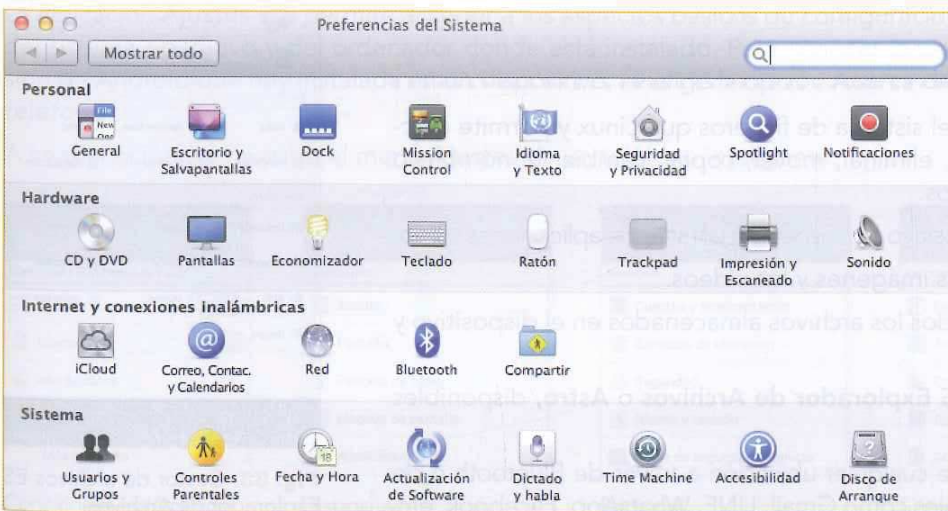 Preferencias del Sistema
Mostrar todo
Personal
File
New
General
Escritorio y
Salvapantallas
Dock
Mission
Control
Idioma
y Texto
Seguridad
y Privacidad
Spotlight
Notificaciones
Hardware
CD y DVD
Pantallas
Economizador
Teclado
Ratón
Trackpad
Impresión y
Escaneado
Sonido
Internet y conexiones inalámbricas
iCloud
Correo, Contac.
y Calendarios
Red
Bluetooth
Compartir
Sistema
Usuarios y
Grupos
Controles
Parentales
18
Fecha y Hora
Actualización
de Software
Dictado
y habla
Time Machine
Accesibilidad
Disco de
Arranque